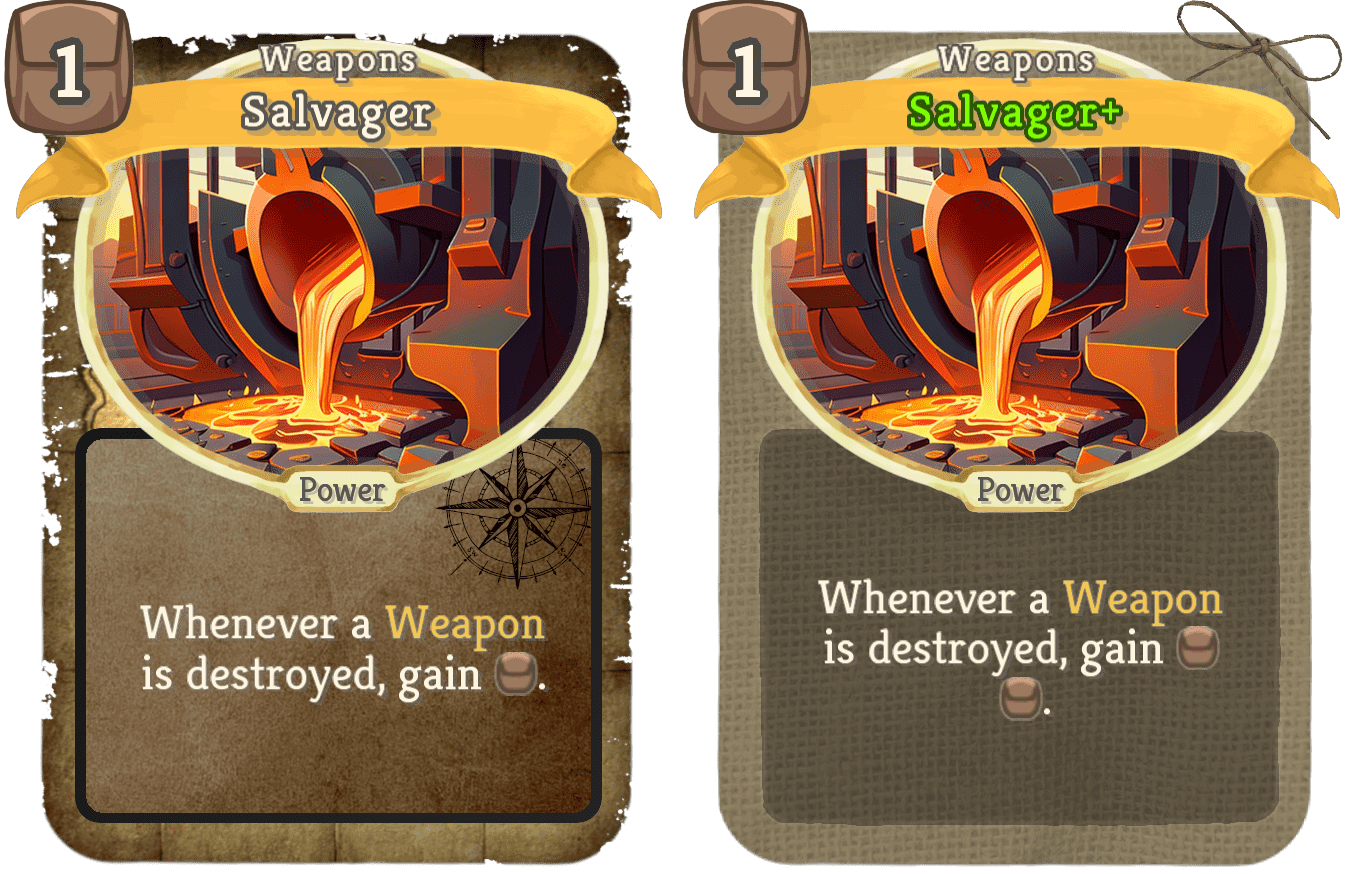 1
Weapons
Salvager
Power
Whenever a Weapon
is destroyed, gain .
1
Weapons
Salvager+
Power
Whenever a Weapon
is destroyed, gain
.